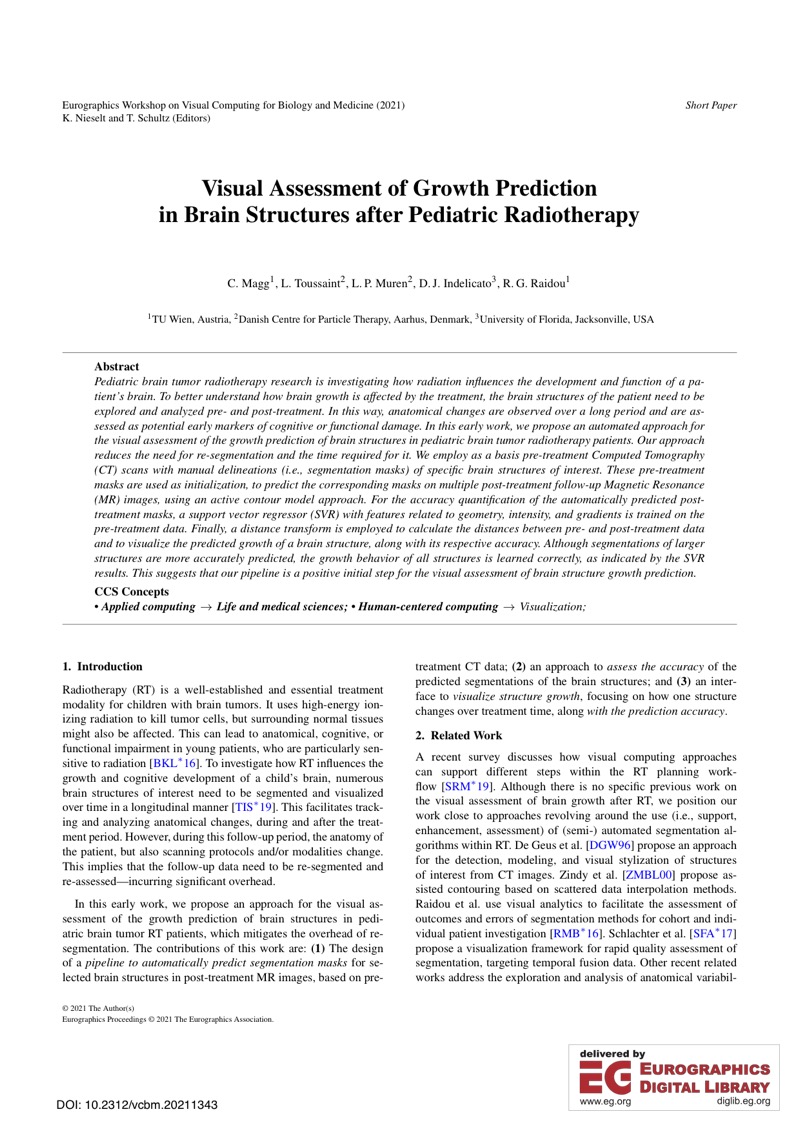 Eurographics Workshop on Visual Computing for Biology and Medicine (2021)
K. Nieselt and T. Schultz (Editors)
Short Paper
Visual Assessment of Growth Prediction
in Brain Structures after Pediatric Radiotherapy
C. Magg1, L. Toussaint2, L. P. Muren2, D. J. Indelicato3, R. G. Raidou1
1TU Wien, Austria, 2Danish Centre for Particle Therapy, Aarhus, Denmark, 3University of Florida, Jacksonville, USA
Abstract
Pediatric brain tumor radiotherapy research is investigating how radiation influences the development and function of a pa-
tient's brain. To better understand how brain growth is affected by the treatment, the brain structures of the patient need to be
explored and analyzed pre- and post-treatment. In this way, anatomical changes are observed over a long period and are as-
sessed as potential early markers of cognitive or functional damage. In this early work, we propose an automated approach for
the visual assessment of the growth prediction of brain structures in pediatric brain tumor radiotherapy patients. Our approach
reduces the need for re-segmentation and the time required for it. We employ as a basis pre-treatment Computed Tomography
(CT) scans with manual delineations (i.e., segmentation masks) of specific brain structures of interest. These pre-treatment
masks are used as initialization, to predict the corresponding masks on multiple post-treatment follow-up Magnetic Resonance
(MR) images, using an active contour model approach. For the accuracy quantification of the automatically predicted post-
treatment masks, a support vector regressor (SVR) with features related to geometry, intensity, and gradients is trained on the
pre-treatment data. Finally, a distance transform is employed to calculate the distances between pre- and post-treatment data
and to visualize the predicted growth of a brain structure, along with its respective accuracy. Although segmentations of larger
structures are more accurately predicted, the growth behavior of all structures is learned correctly, as indicated by the SVR
results. This suggests that our pipeline is a positive initial step for the visual assessment of brain structure growth prediction.
CCS Concepts
• Applied computing → Life and medical sciences; • Human-centered computing → Visualization;
1. Introduction
Radiotherapy (RT) is a well-established and essential treatment
modality for children with brain tumors. It uses high-energy ion-
izing radiation to kill tumor cells, but surrounding normal tissues
might also be affected. This can lead to anatomical, cognitive, or
functional impairment in young patients, who are particularly sen-
sitive to radiation [BKL*16]. To investigate how RT influences the
growth and cognitive development of a child's brain, numerous
brain structures of interest need to be segmented and visualized
over time in a longitudinal manner [TIS*19]. This facilitates track-
ing and analyzing anatomical changes, during and after the treat-
ment period. However, during this follow-up period, the anatomy of
the patient, but also scanning protocols and/or modalities change.
This implies that the follow-up data need to be re-segmented and
re-assessed—incurring significant overhead.
In this early work, we propose an approach for the visual as-
sessment of the growth prediction of brain structures in pedi-
atric brain tumor RT patients, which mitigates the overhead of re-
segmentation. The contributions of this work are: (1) The design
of a pipeline to automatically predict segmentation masks for se-
lected brain structures in post-treatment MR images, based on pre-
treatment CT data; (2) an approach to assess the accuracy of the
predicted segmentations of the brain structures; and (3) an inter-
face to visualize structure growth, focusing on how one structure
changes over treatment time, along with the prediction accuracy.
2. Related Work
A recent survey discusses how visual computing approaches
can support different steps within the RT planning work-
flow [SRM*19]. Although there is no specific previous work on
the visual assessment of brain growth after RT, we position our
work close to approaches revolving around the use (i.e., support,
enhancement, assessment) of (semi-) automated segmentation al-
gorithms within RT. De Geus et al. [DGW96] propose an approach
for the detection, modeling, and visual stylization of structures
of interest from CT images. Zindy et al. [ZMBL00] propose as-
sisted contouring based on scattered data interpolation methods.
Raidou et al. use visual analytics to facilitate the assessment of
outcomes and errors of segmentation methods for cohort and indi-
vidual patient investigation [RMB*16]. Schlachter et al. [SFA*17]
propose a visualization framework for rapid quality assessment of
segmentation, targeting temporal fusion data. Other recent related
works address the exploration and analysis of anatomical variabil-
© 2021 The Author(s)
Eurographics Proceedings © 2021 The Eurographics Association.
DOI: 10.2312/vcbm.20211343
delivered by
EG EUROGRAPHICS
DIGITAL LIBRARY
www.eg.org
diglib.eg.org